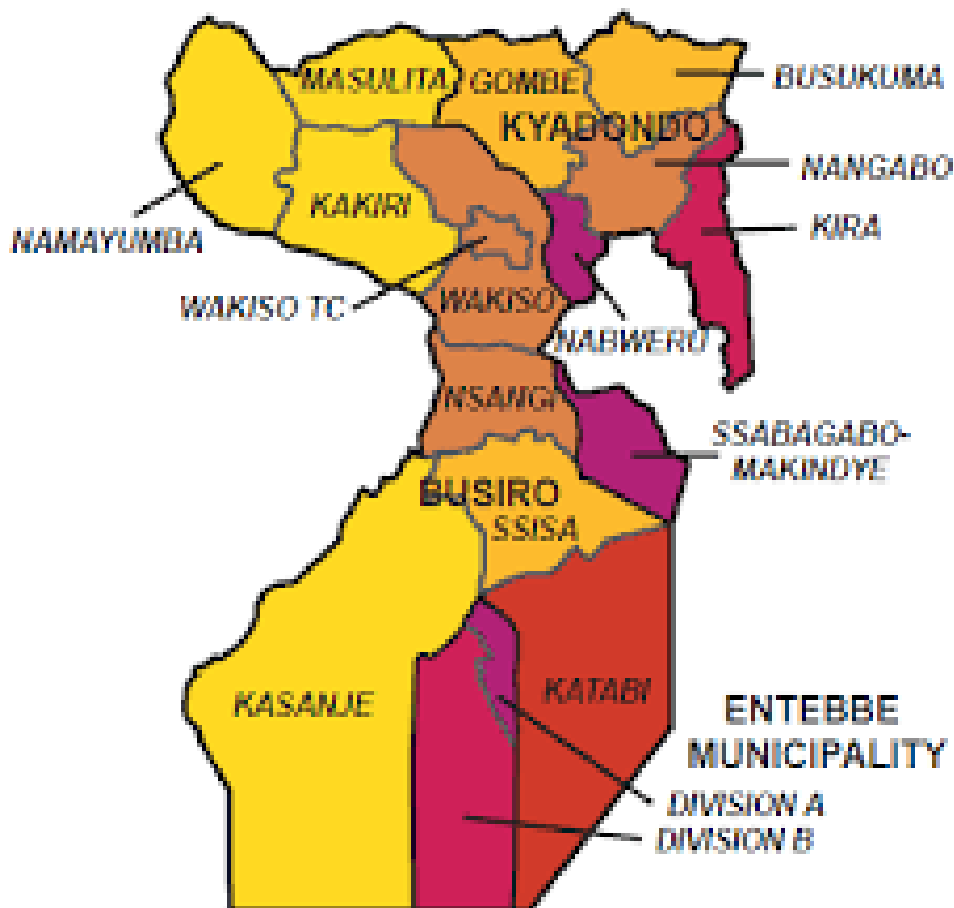 MASULITA
GOMBE
BUSUKUMA
KYADONDO
NANGABO
KAKIRI
KIRA
NAMAYUMBA
WAKISO TC
WAKISO
NABWERU
NSANGI
SSABAGABO-
MAKINDYE
BUSIRO
SSISA
KASANJE
KATABI
ENTEBBE
MUNICIPALITY
DIVISION A
DIVISION B